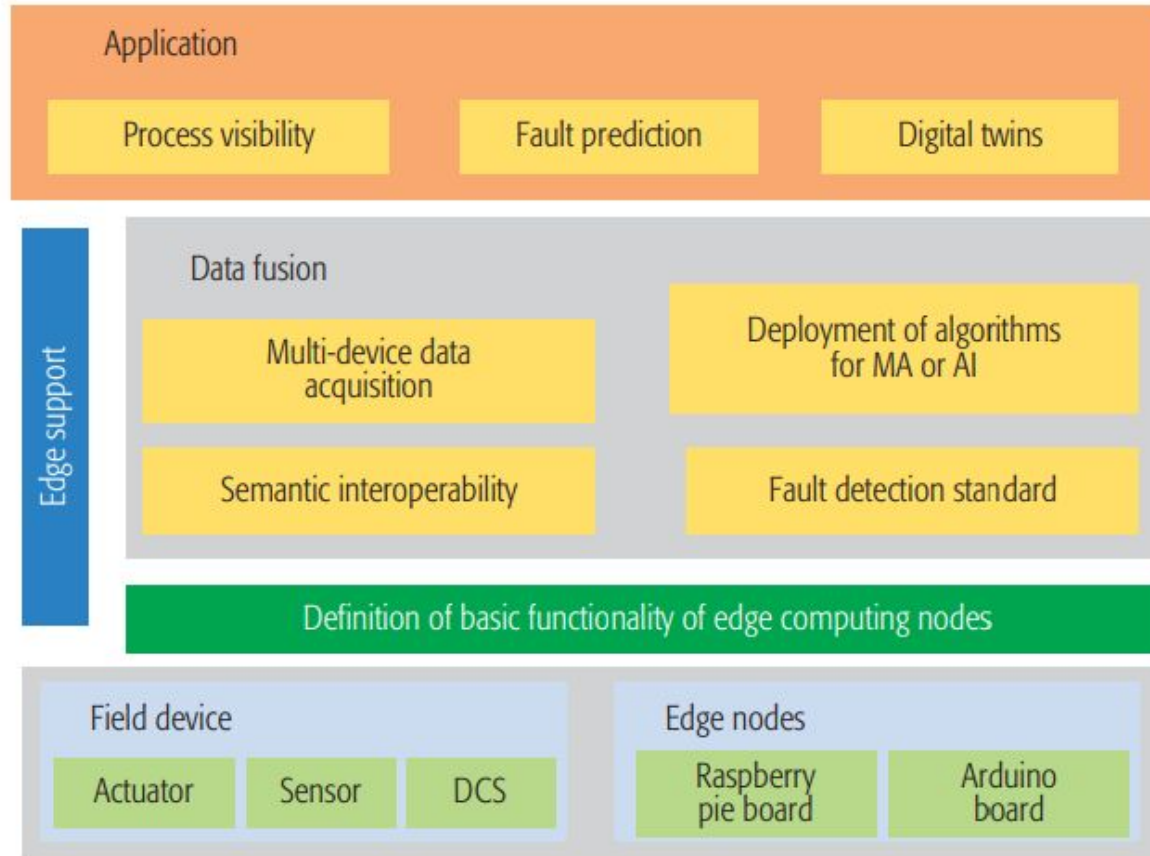 Application
Process visibility
Fault prediction
Digital twins
Edge support
Data fusion
Multi-device data
acquisition
Deployment of algorithms
for MA or AI
Semantic interoperability
Fault detection standard
Definition of basic functionality of edge computing nodes
Field device
Actuator
Sensor
DCS
Edge nodes
Raspberry
pie board
Arduino
board